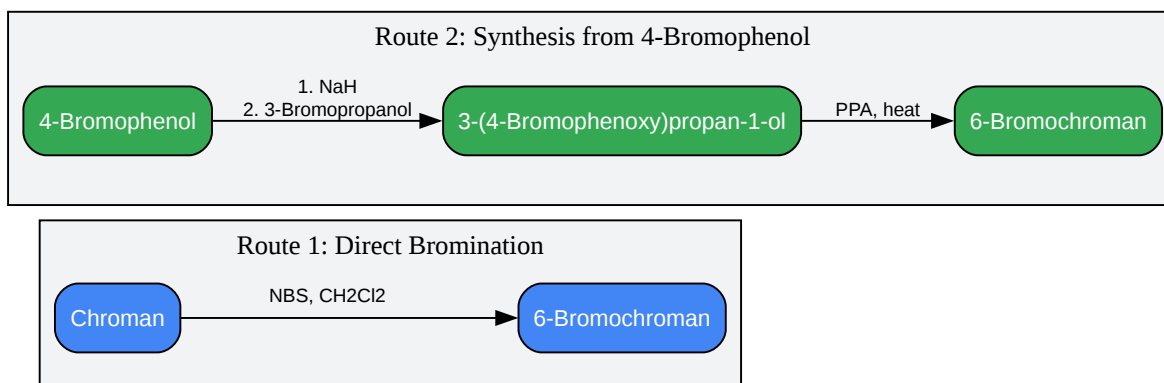 Route 2: Synthesis from 4-Bromophenol
4-Bromophenol
1. NaH
2. 3-Bromopropanol
3-(4-Bromophenoxy)propan-1-ol
PPA, heat
6-Bromochroman
Route 1: Direct Bromination
Chroman
NBS, CH2Cl2
6-Bromochroman